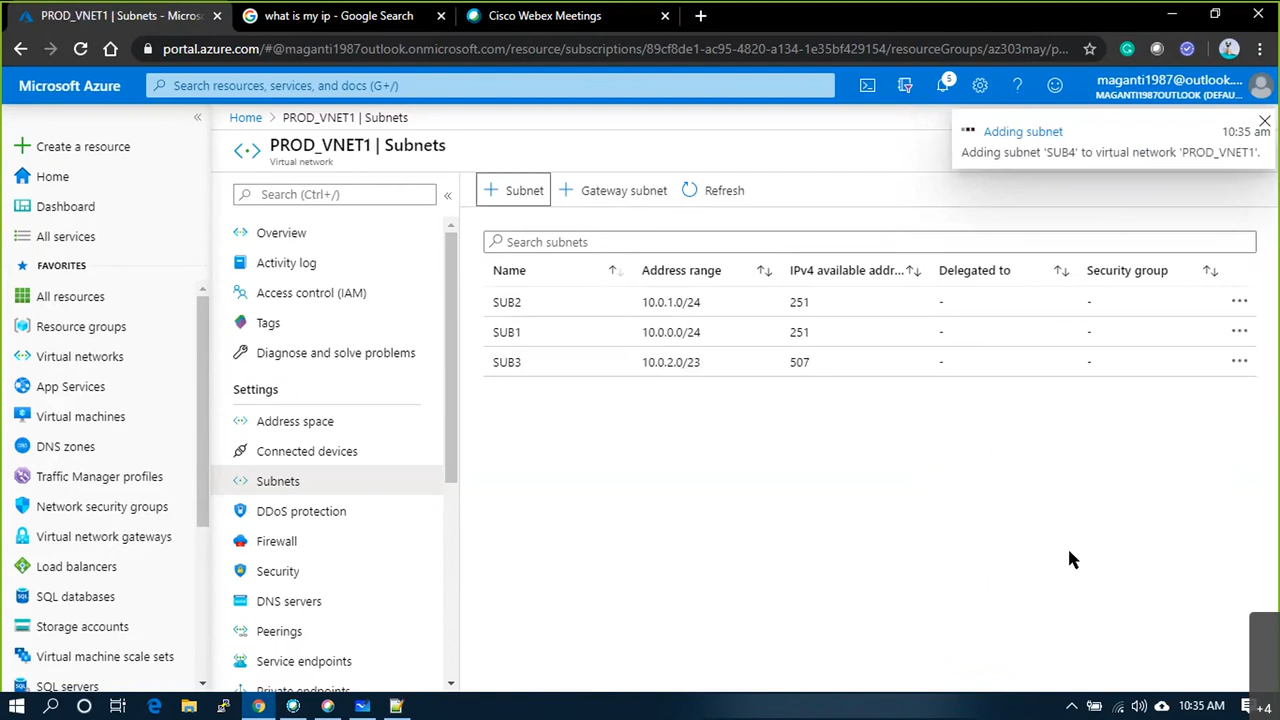 PROD_VNET1 | Subnets - Micros
what is my ip - Google Search
Cisco Webex Meetings
portal.azure.com/#@maganti1987outlook.onmicrosoft.com/resource/subscriptions/89cf8de1-ac95-4820-a134-1e35bf429154/resourceGroups/az303may/p...
Microsoft Azure
Search resources, services, and docs (G+/)
5
maganti1987@outlook....
MAGANTI1987OUTLOOK (DEFAU...
Create a resource
Home
Dashboard
All services
FAVORITES
All resources
Resource groups
Virtual networks
App Services
Virtual machines
DNS zones
Traffic Manager profiles
Network security groups
Virtual network gateways
Load balancers
SQL databases
Storage accounts
Virtual machine scale sets
SQL servers
Home > PROD_VNET1 | Subnets
PROD_VNET1 | Subnets
Virtual network
Search (Ctrl+/)
Overview
Activity log
Access control (IAM)
Tags
Diagnose and solve problems
Settings
Address space
Connected devices
Subnets
DDoS protection
Firewall
Security
DNS servers
Peerings
Service endpoints
Private endpoints
+ Subnet + Gateway subnet Refresh
Search subnets
Name Address range IPv4 available addr... Delegated to Security group
SUB2 10.0.1.0/24 251 - - ...
SUB1 10.0.0.0/24 251 - - ...
SUB3 10.0.2.0/23 507 - - ...
Adding subnet 10:35 am
Adding subnet 'SUB4' to virtual network 'PROD_VNET1'.
10:35 AM
+4